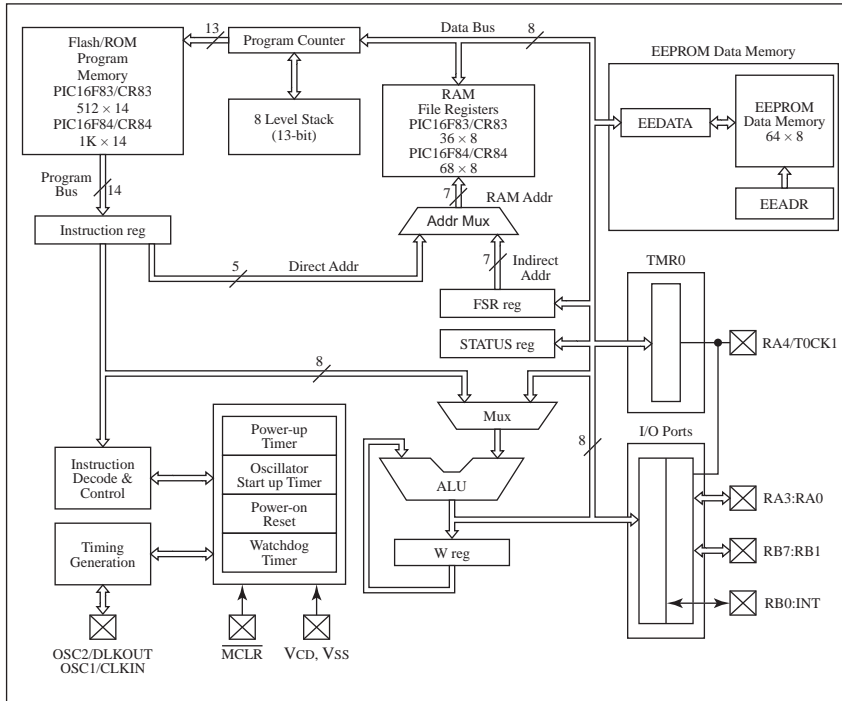 Flash/ROM
Program
Memory
PIC16F83/CR83
512 × 14
PIC16F84/CR84
1K × 14
13
Program Counter
Data Bus
8
8 Level Stack
(13-bit)
RAM
File Registers
PIC16F83/CR83
36 × 8
PIC16F84/CR84
68 × 8
EEPROM Data Memory
EEDATA
EEPROM
Data Memory
64 × 8
EEADR
Program
Bus
14
7
RAM Addr
Instruction reg
Addr Mux
5
Direct Addr
7
Indirect
Addr
FSR reg
TMR0
STATUS reg
RA4/T0CK1
8
Mux
Power-up
Timer
Oscillator
Start up Timer
Power-on
Reset
Watchdog
Timer
Instruction
Decode &
Control
ALU
8
I/O Ports
RA3:RA0
Timing
Generation
W reg
RB7:RB1
RB0:INT
OSC2/DLKOUT
OSC1/CLKIN
MCLR
VCD, VSS